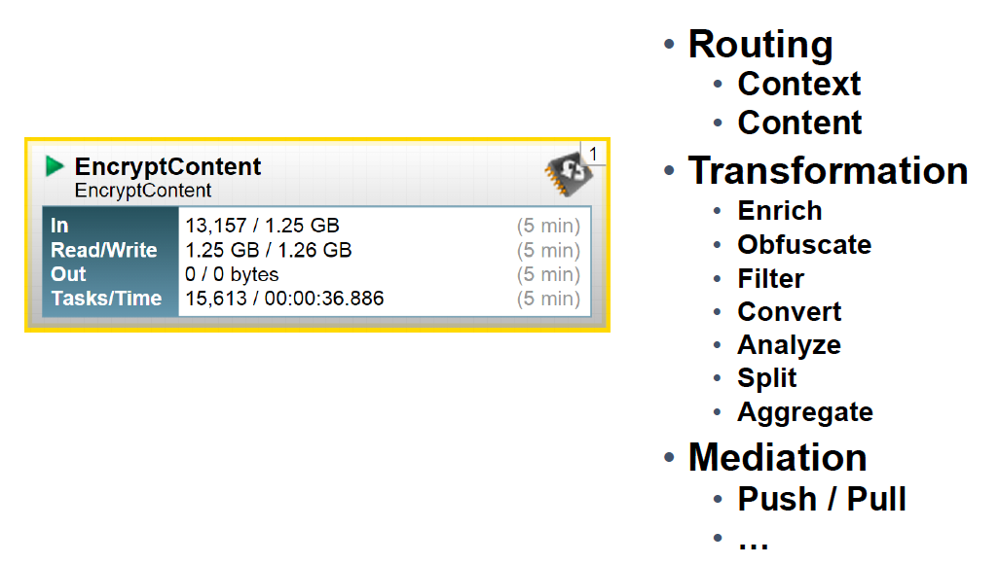 EncryptContent
1
EncryptContent
In 13,157 / 1.25 GB (5 min)
Read/Write 1.25 GB / 1.26 GB (5 min)
Out 0 / 0 bytes (5 min)
Tasks/Time 15,613 / 00:00:36.886 (5 min)
• Routing
• Context
• Content
• Transformation
• Enrich
• Obfuscate
• Filter
• Convert
• Analyze
• Split
• Aggregate
• Mediation
• Push / Pull
• ...